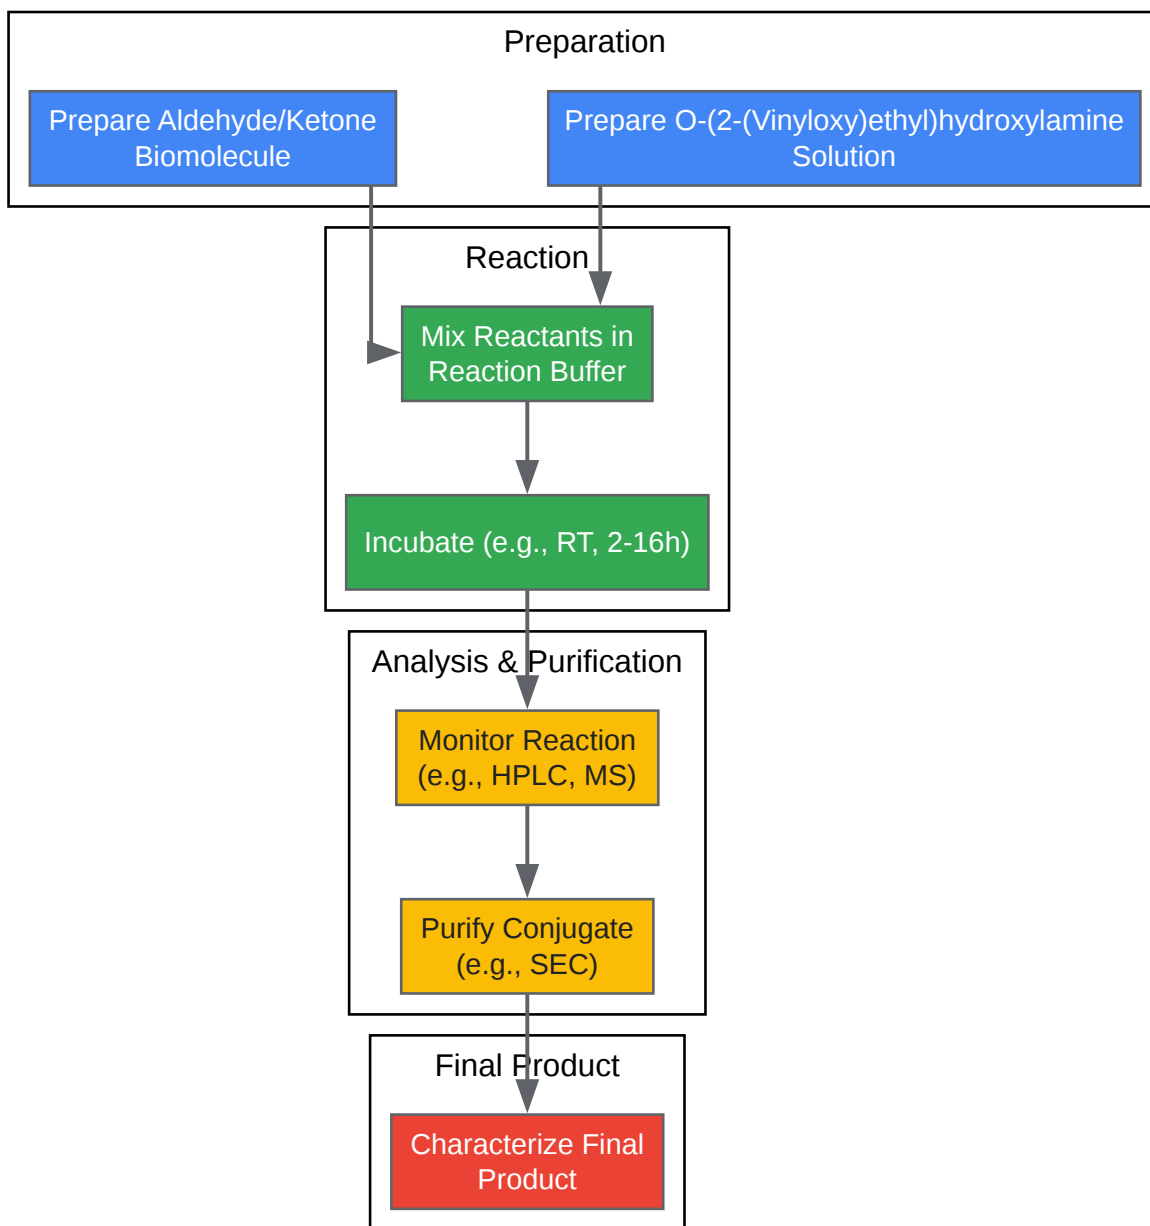 Preparation
Prepare Aldehyde/Ketone
Biomolecule
Prepare O-(2-(Vinyloxy)ethyl)hydroxylamine
Solution
Reaction
Mix Reactants in
Reaction Buffer
Incubate (e.g., RT, 2-16h)
Analysis & Purification
Monitor Reaction
(e.g., HPLC, MS)
Purify Conjugate
(e.g., SEC)
Final Product
Characterize Final
Product